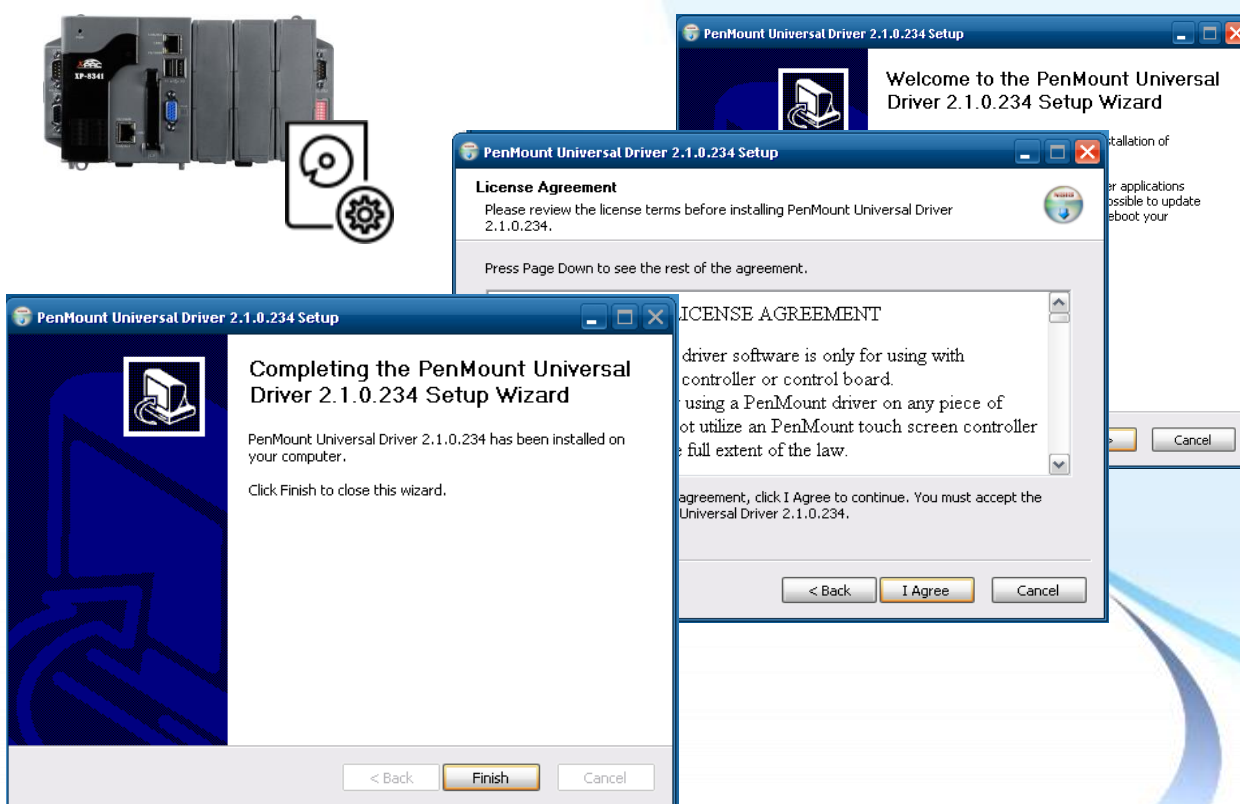 XPAC
XP-8341
PenMount Universal Driver 2.1.0.234 Setup
Welcome to the PenMount Universal
Driver 2.1.0.234 Setup Wizard
stallation of
er applications
ossible to update
eboot your
Cancel
PenMount Universal Driver 2.1.0.234 Setup
License Agreement
Please review the license terms before installing PenMount Universal Driver
2.1.0.234.
Press Page Down to see the rest of the agreement.
LICENSE AGREEMENT
driver software is only for using with
controller or control board.
using a PenMount driver on any piece of
ot utilize an PenMount touch screen controller
full extent of the law.
agreement, click I Agree to continue. You must accept the
Universal Driver 2.1.0.234.
< Back I Agree Cancel
PenMount Universal Driver 2.1.0.234 Setup
Completing the PenMount Universal
Driver 2.1.0.234 Setup Wizard
PenMount Universal Driver 2.1.0.234 has been installed on
your computer.
Click Finish to close this wizard.
< Back Finish Cancel